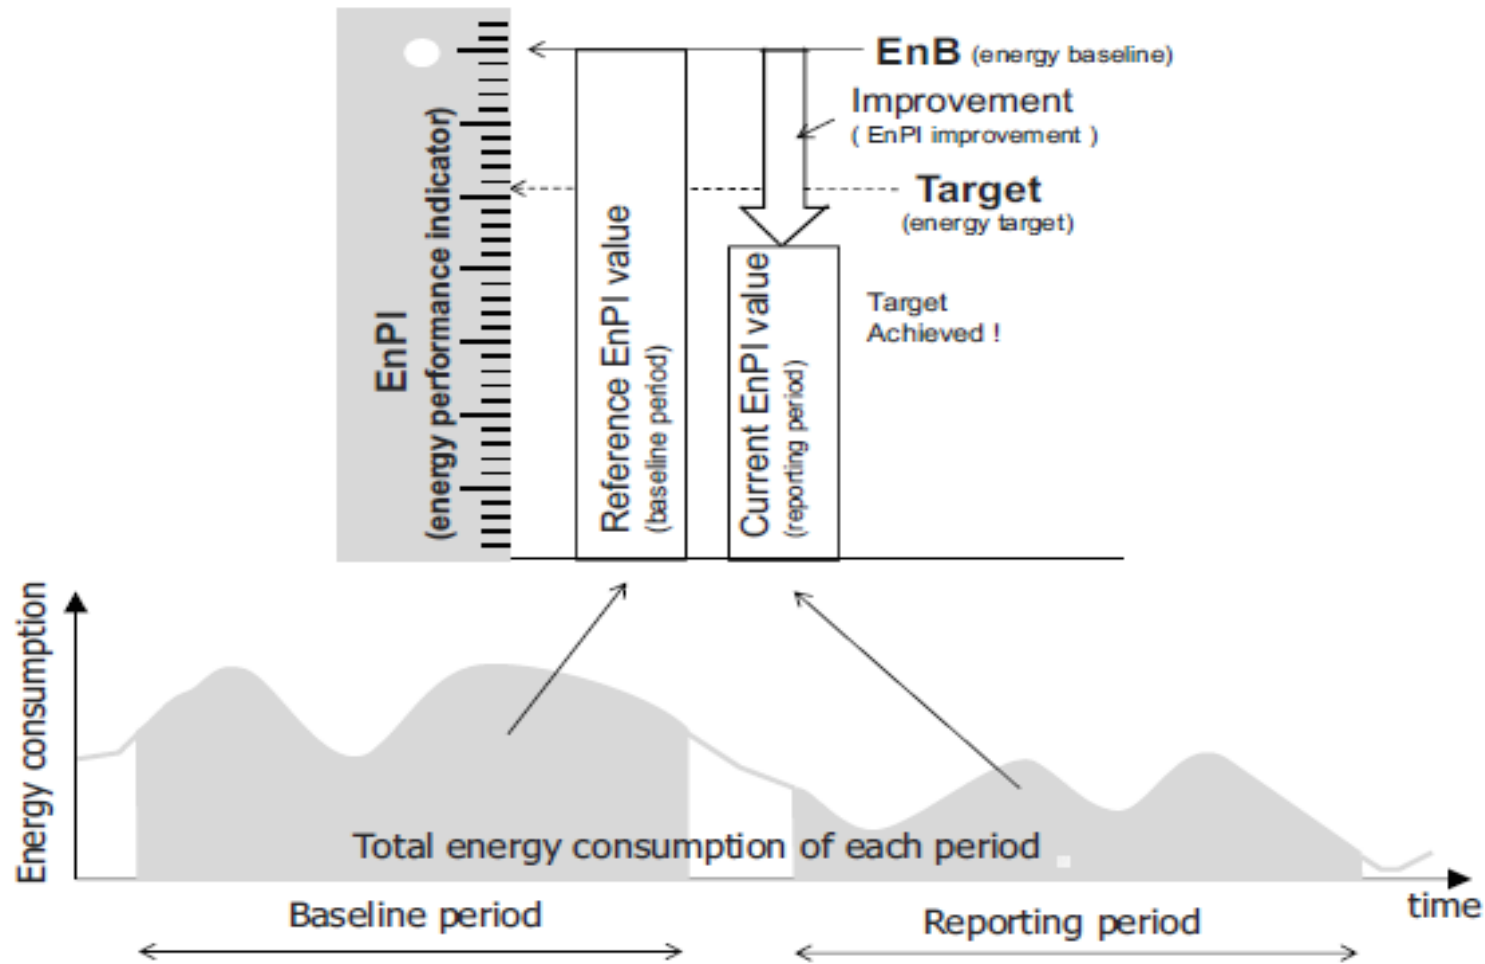 EnB (energy baseline)
Improvement
( EnPI improvement )
Target
(energy target)
Target
Achieved !
EnPI
(energy performance indicator)
Reference EnPI value
(baseline period)
Current EnPI value
(reporting period)
Energy consumption
Total energy consumption of each period
time
Baseline period
Reporting period